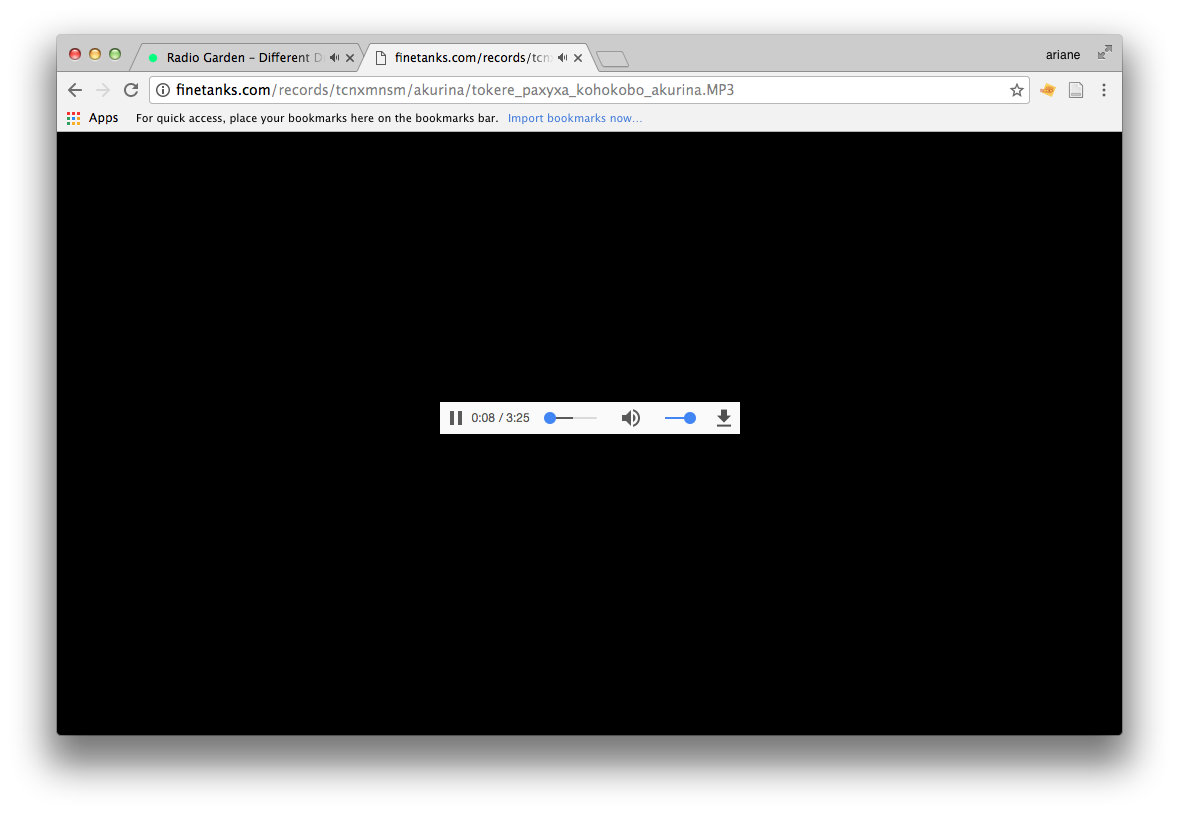 Radio Garden – Different D
finetanks.com/records/tcnx
ariane
finetanks.com/records/tcnxmnsm/akurina/tokere_paxyxa_kohokobo_akurina.MP3
Apps
For quick access, place your bookmarks here on the bookmarks bar. Import bookmarks now...
0:08 / 3:25